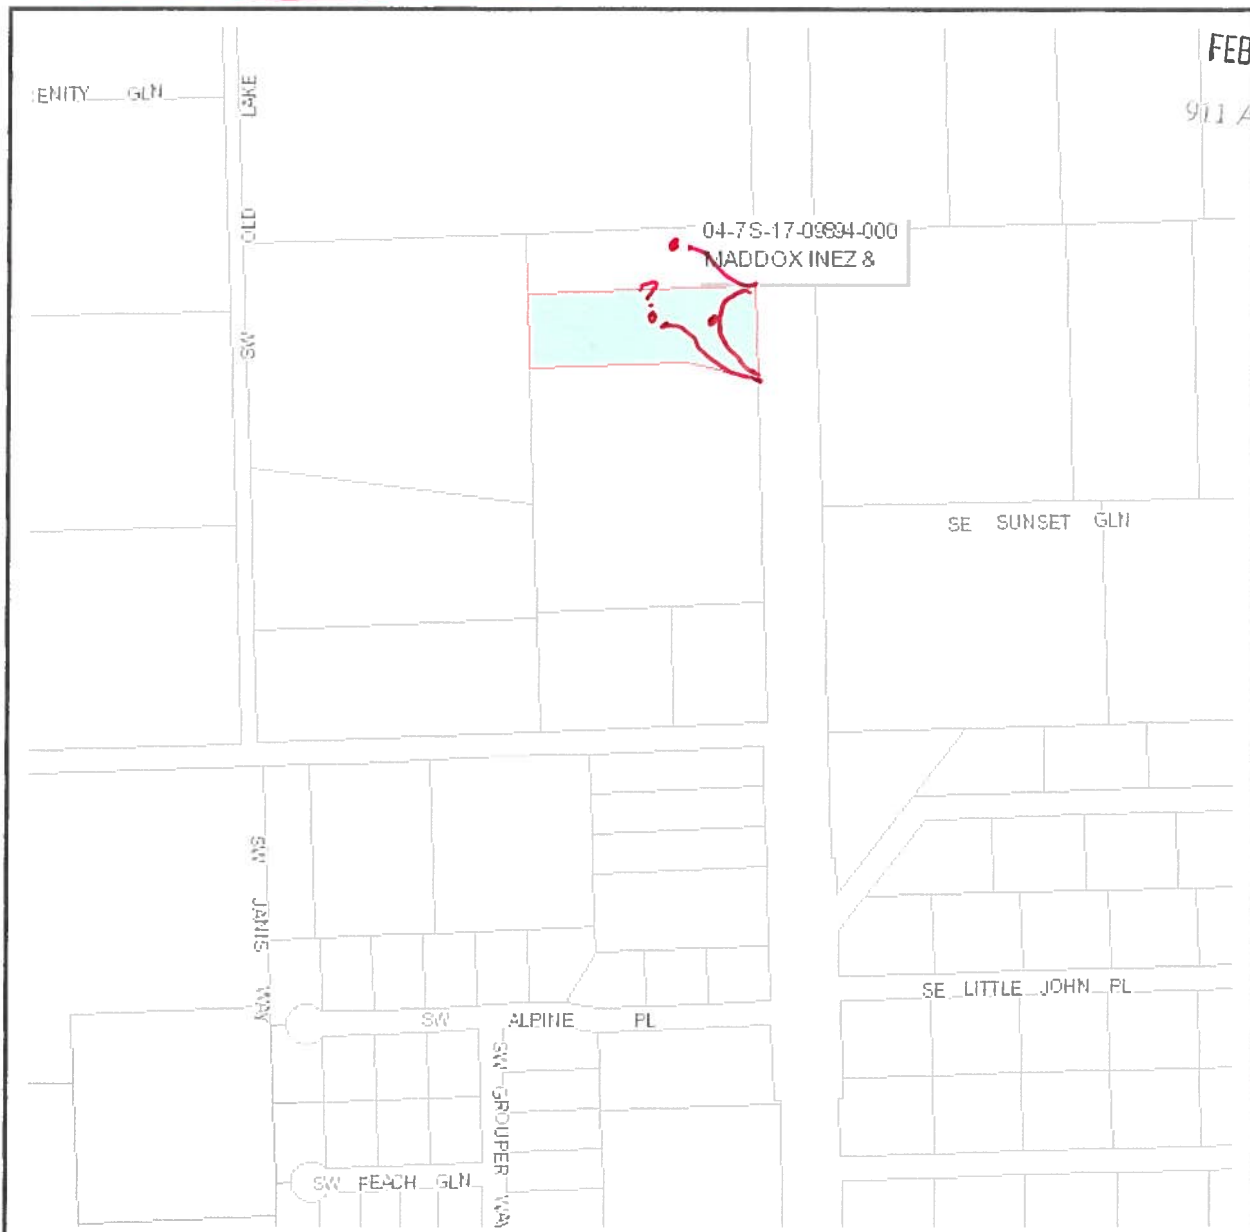 FEB
911 A
ENITY GLN
LAKE
OLD
SW
04-7S-17-09894-000
MADDOX INEZ &
?
SE SUNSET GLN
SW JANIS WAY
SE LITTLE JOHN PL
SW ALPINE PL
SW GROUPER WAY
SW PEACH GLN